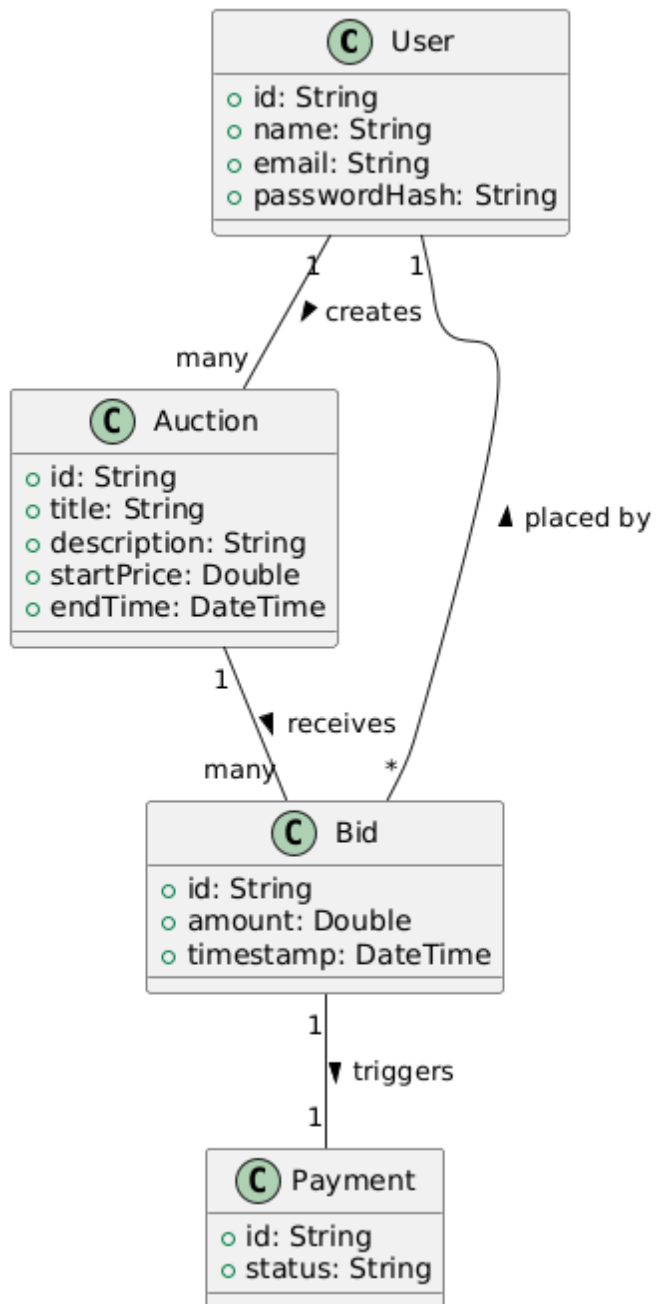 C User
id: String
name: String
email: String
passwordHash: String
1
1
creates
many
C Auction
id: String
title: String
description: String
startPrice: Double
endTime: DateTime
placed by
1
receives
many
*
C Bid
id: String
amount: Double
timestamp: DateTime
1
triggers
1
C Payment
id: String
status: String